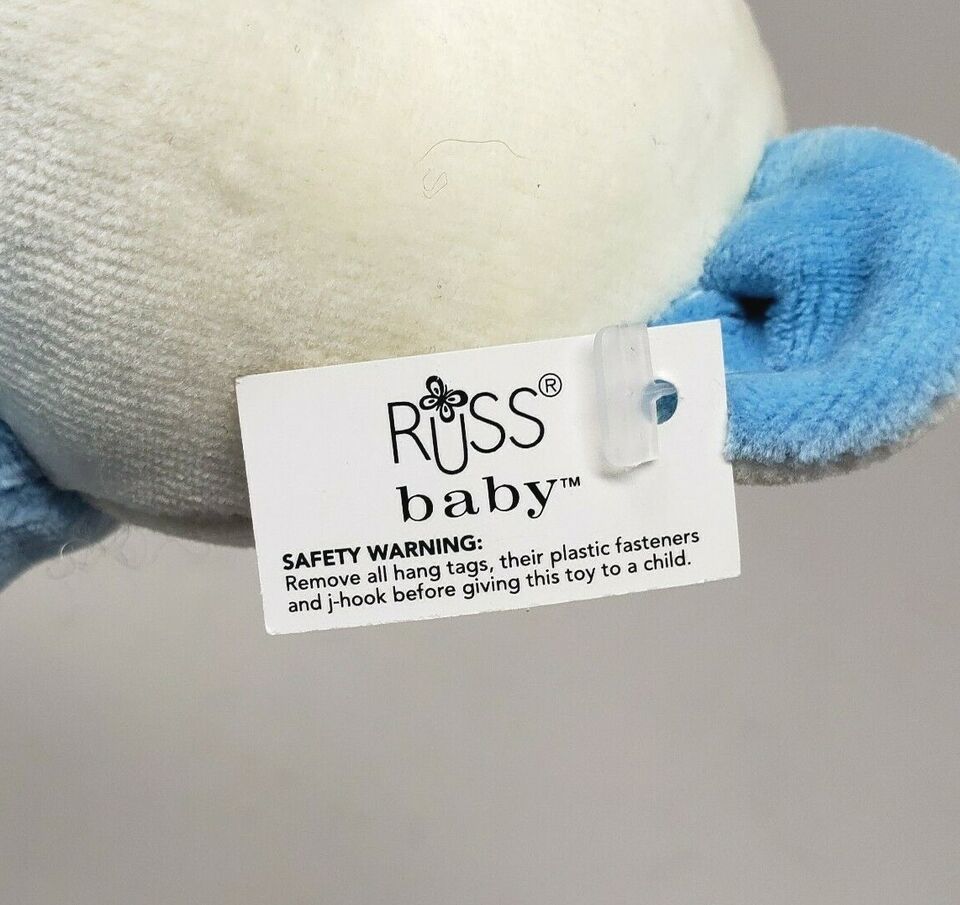 RUSS®
baby™
SAFETY WARNING:
Remove all hang tags, their plastic fasteners
and j-hook before giving this toy to a child.